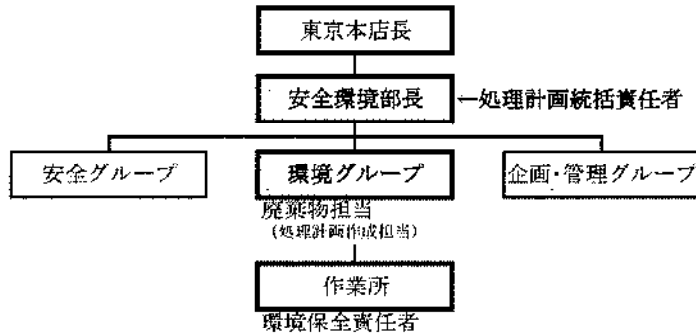 東京本店長
安全環境部長 ←処理計画統括責任者
安全グループ 環境グループ 企画・管理グループ
廃棄物担当
(処理計画作成担当)
作業所
環境保全責任者